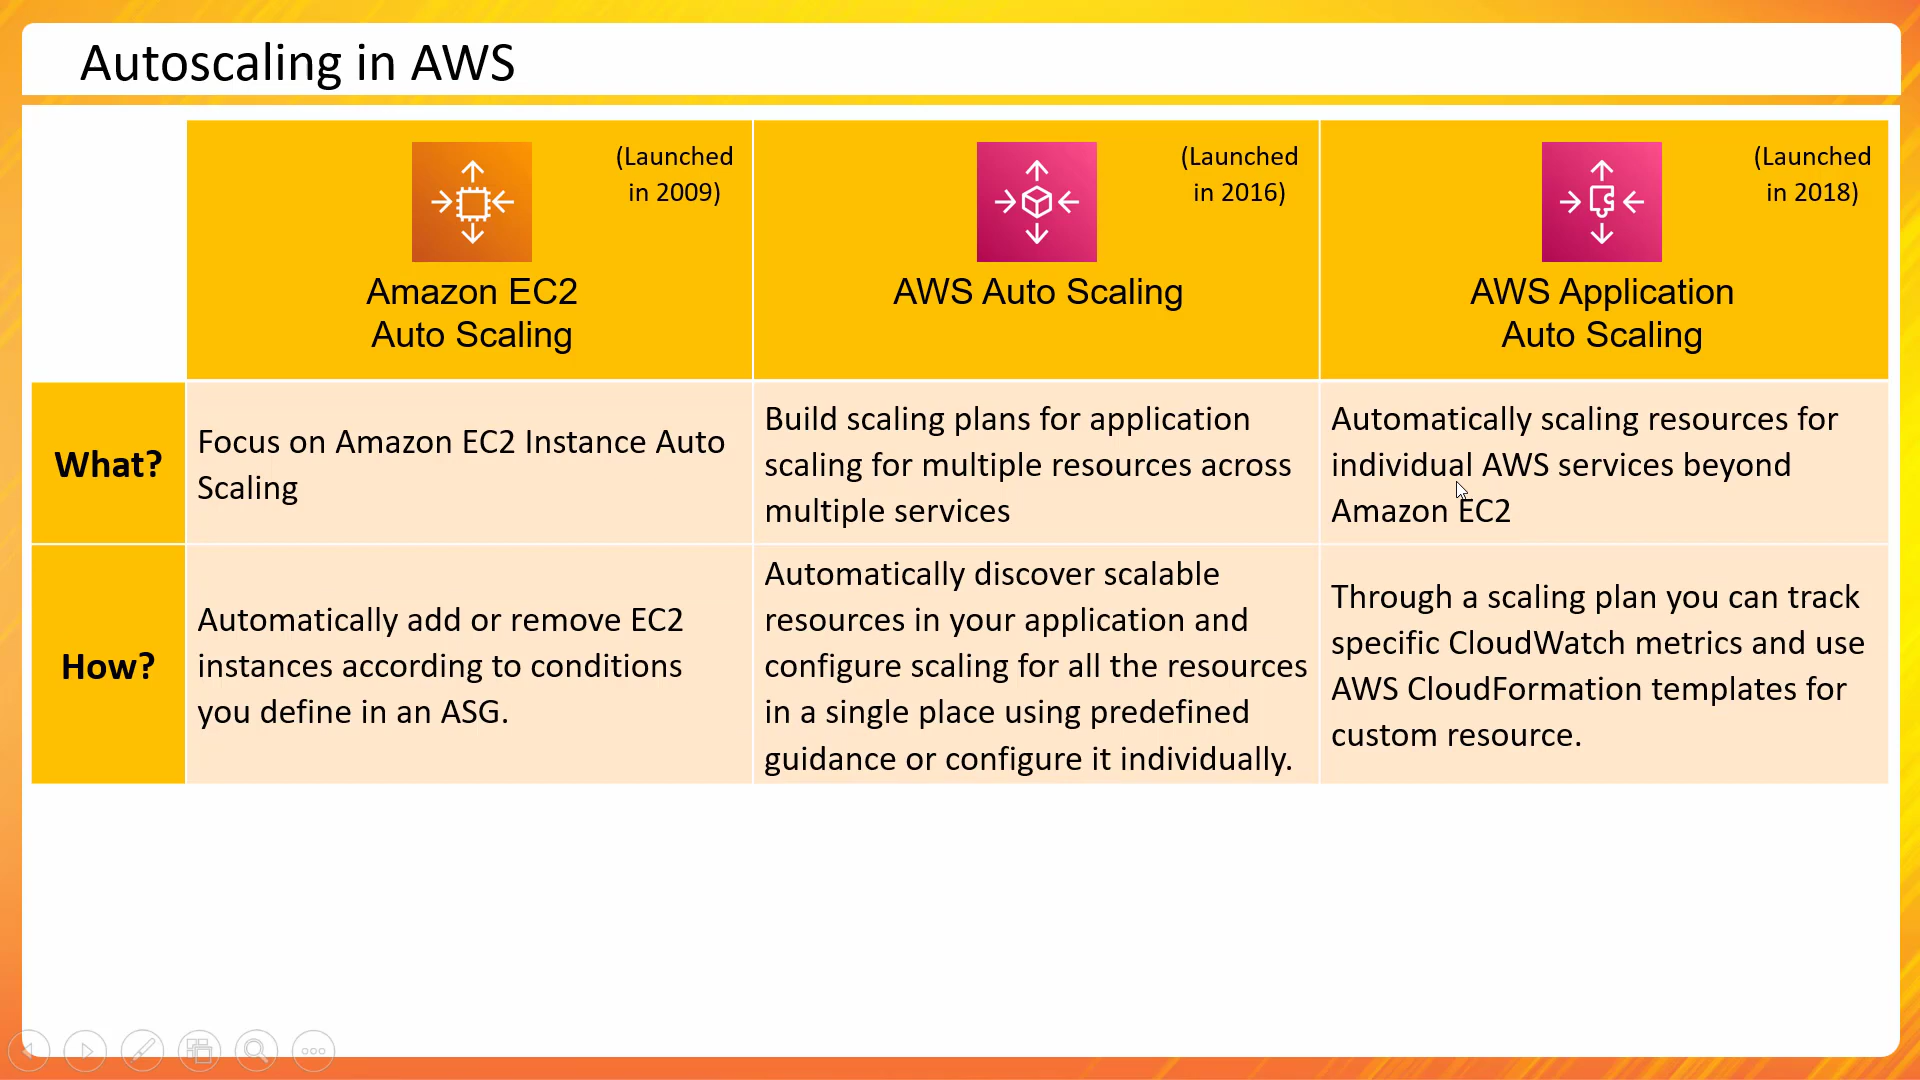 Autoscaling in AWS
(Launched
in 2009)
Amazon EC2
Auto Scaling
(Launched
in 2016)
AWS Auto Scaling
(Launched
in 2018)
AWS Application
Auto Scaling
What?
Focus on Amazon EC2 Instance Auto
Scaling
Build scaling plans for application
scaling for multiple resources across
multiple services
Automatically scaling resources for
individual AWS services beyond
Amazon EC2
How?
Automatically add or remove EC2
instances according to conditions
you define in an ASG.
Automatically discover scalable
resources in your application and
configure scaling for all the resources
in a single place using predefined
guidance or configure it individually.
Through a scaling plan you can track
specific CloudWatch metrics and use
AWS CloudFormation templates for
custom resource.